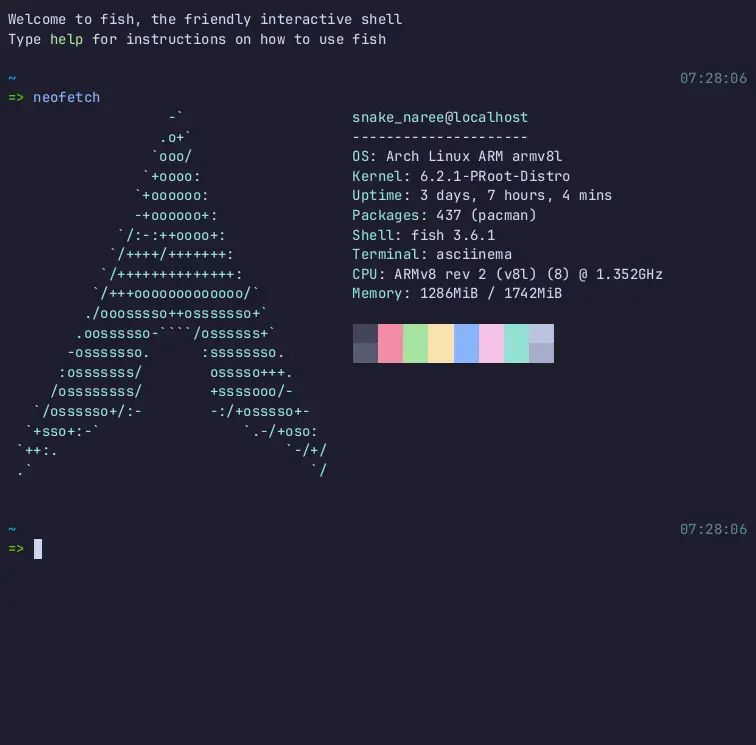 Welcome to fish, the friendly interactive shell
Type help for instructions on how to use fish
~ 07:28:06
=> neofetch
                   -`                    snake_naree@localhost
                  .o+`                   ---------------------
                 `ooo/                   OS: Arch Linux ARM armv8l
                `+oooo:                  Kernel: 6.2.1-PRoot-Distro
               `+oooooo:                 Uptime: 3 days, 7 hours, 4 mins
               -+oooooo+:                Packages: 437 (pacman)
             `/:-:++oooo+:               Shell: fish 3.6.1
            `/++++/+++++++:              Terminal: asciinema
           `/++++++++++++++:             CPU: ARMv8 rev 2 (v8l) (8) @ 1.352GHz
          `/+++ooooooooooooo/`           Memory: 1286MiB / 1742MiB
         ./ooosssso++osssssso+`
        .oossssso-````/ossssss+`
       -osssssso.      :ssssssso.
      :osssssss/        osssso+++.
     /ossssssss/        +ssssooo/-
   `/ossssso+/:-        -:/+osssso+-
  `+sso+:-`                 `.-/+oso:
 `++:.                           `-/+/
 .`                                 `/
~ 07:28:06
=>